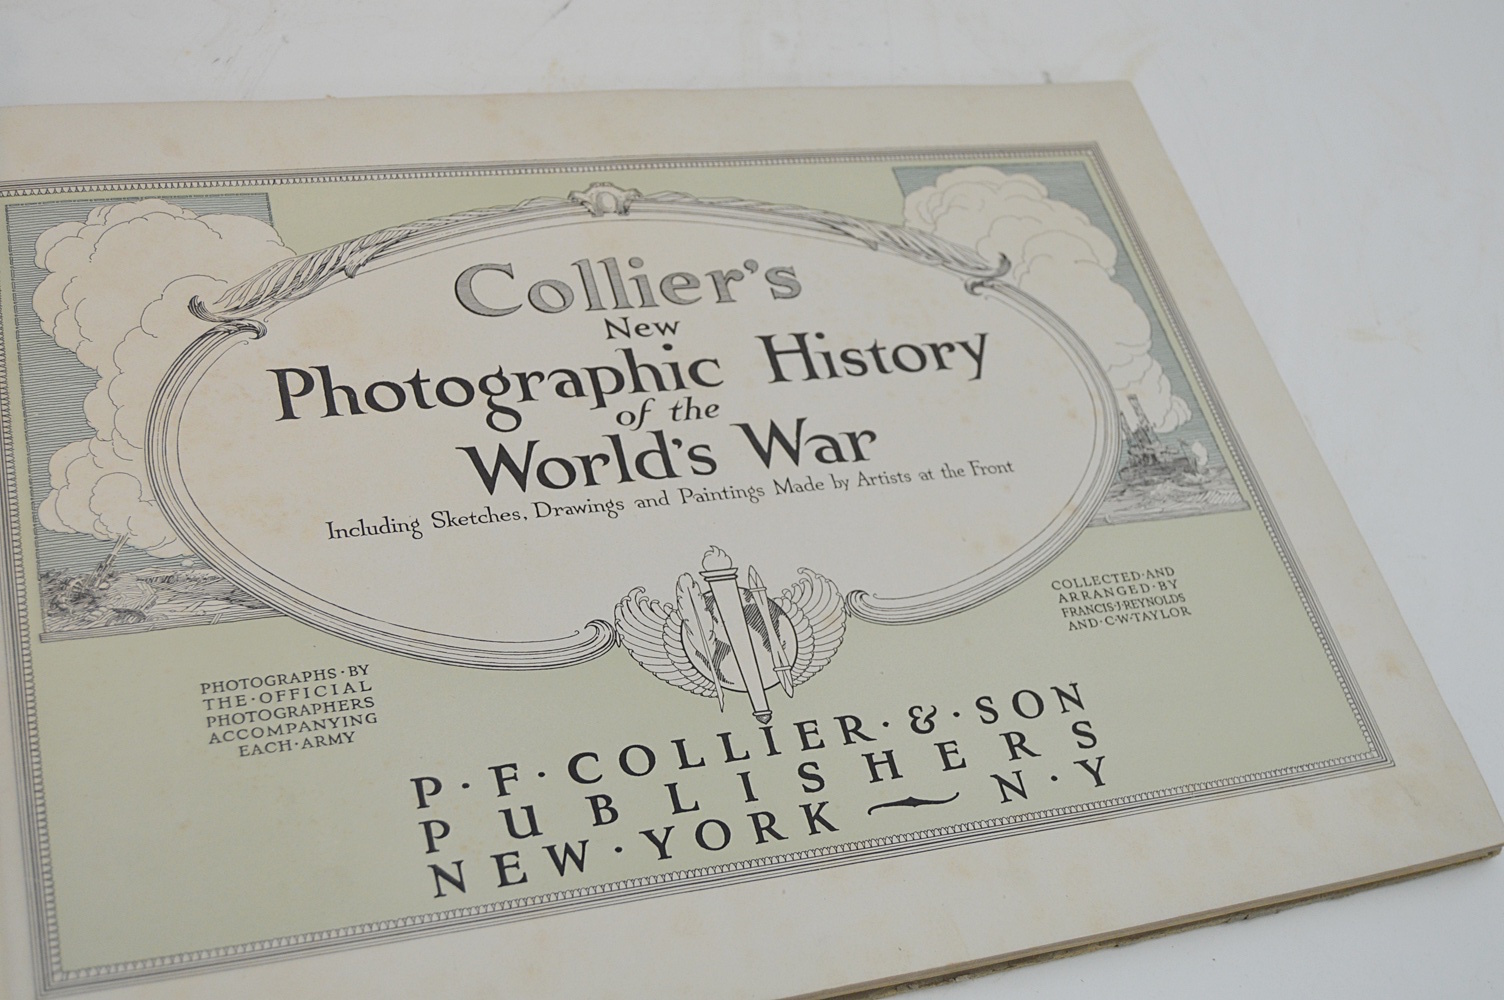 Collier's
New
Photographic History
of the
World's War
Including Sketches, Drawings and Paintings Made by Artists at the Front
COLLECTED·AND
ARRANGED·BY
FRANCIS·J·REYNOLDS
AND·C·W·TAYLOR
PHOTOGRAPHS·BY
THE·OFFICIAL
PHOTOGRAPHERS
ACCOMPANYING
EACH·ARMY
P·F·COLLIER·&·SON
PUBLISHERS
NEW·YORK — N·Y